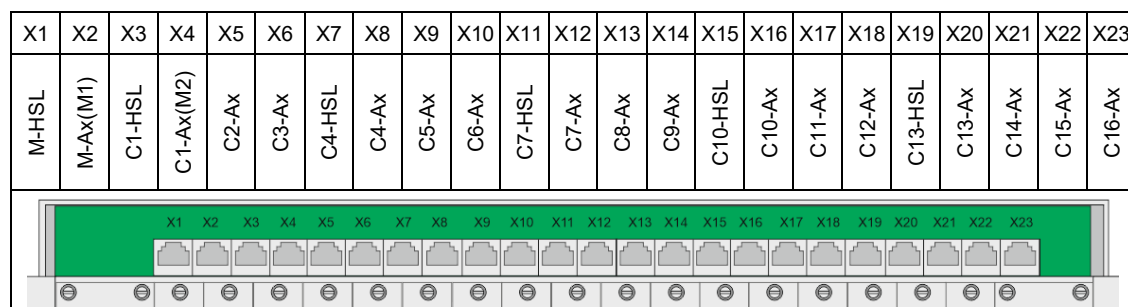 X1 X2 X3 X4 X5 X6 X7 X8 X9 X10 X11 X12 X13 X14 X15 X16 X17 X18 X19 X20 X21 X22 X23
M-HSL M-Ax(M1) C1-HSL C1-Ax(M2) C2-Ax C3-Ax C4-HSL C4-Ax C5-Ax C6-Ax C7-HSL C7-Ax C8-Ax C9-Ax C10-HSL C10-Ax C11-Ax C12-Ax C13-HSL C13-Ax C14-Ax C15-Ax C16-Ax
X1 X2 X3 X4 X5 X6 X7 X8 X9 X10 X11 X12 X13 X14 X15 X16 X17 X18 X19 X20 X21 X22 X23